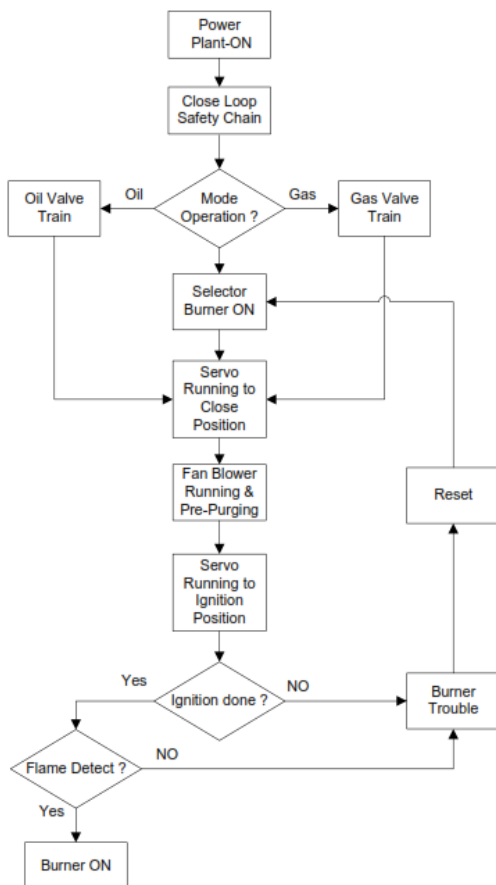 Power
Plant-ON
Close Loop
Safety Chain
Oil Valve
Train
Oil
Mode
Operation ?
Gas
Gas Valve
Train
Selector
Burner ON
Servo
Running to
Close
Position
Fan Blower
Running &
Pre-Purging
Reset
Servo
Running to
Ignition
Position
Yes
Ignition done ?
NO
Burner
Trouble
Flame Detect ?
NO
Yes
Burner ON